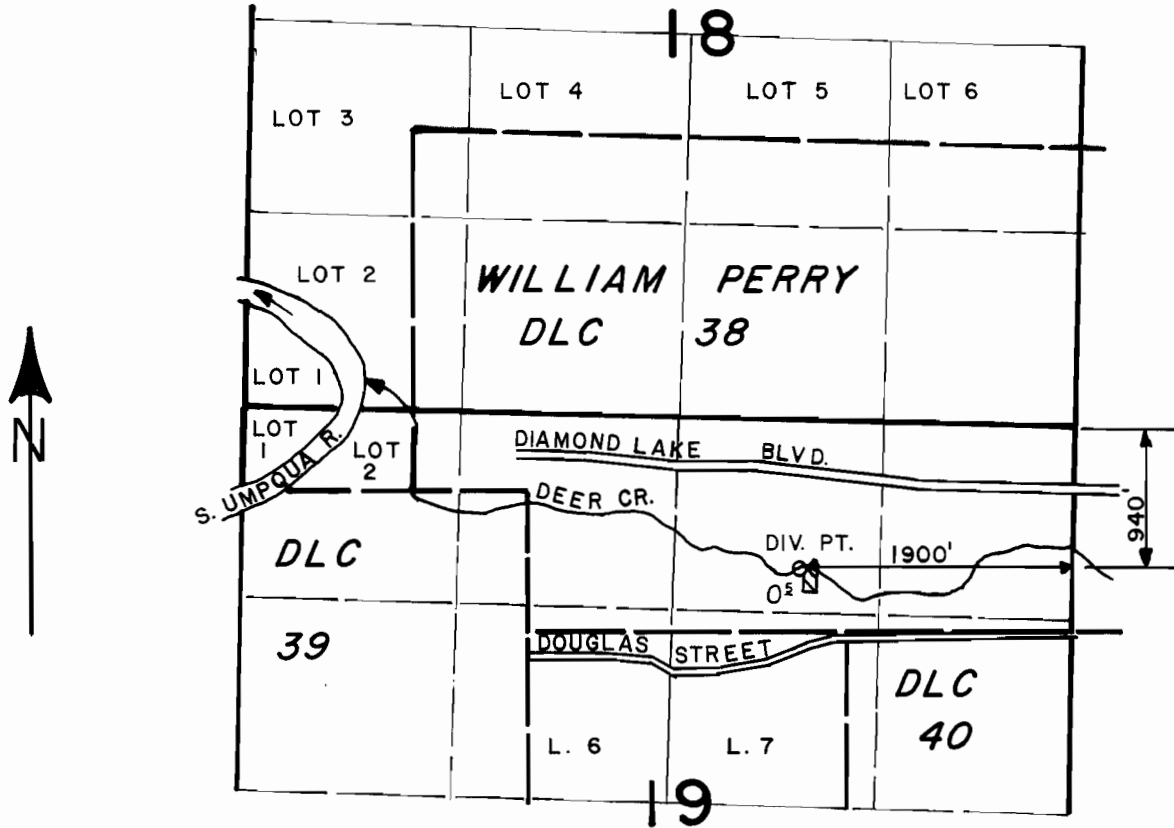 18
LOT 3
LOT 4
LOT 5
LOT 6
LOT 2
WILLIAM PERRY
DLC 38
LOT 1
N
LOT
1
LOT
2
S. UMPQUA R.
DIAMOND LAKE BLVD.
DEER CR.
940'
DIV. PT.
1900'
0⁵
DLC
39
DOUGLAS STREET
DLC
40
L. 6
L. 7
19